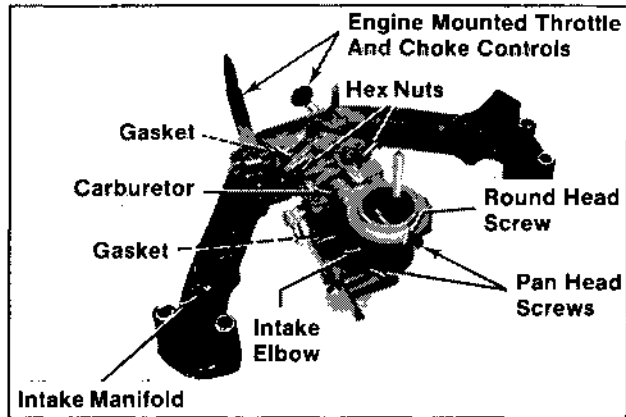 Engine Mounted Throttle
And Choke Controls
Hex Nuts
Gasket
Carburetor
Round Head
Screw
Gasket
Pan Head
Screws
Intake
Elbow
Intake Manifold